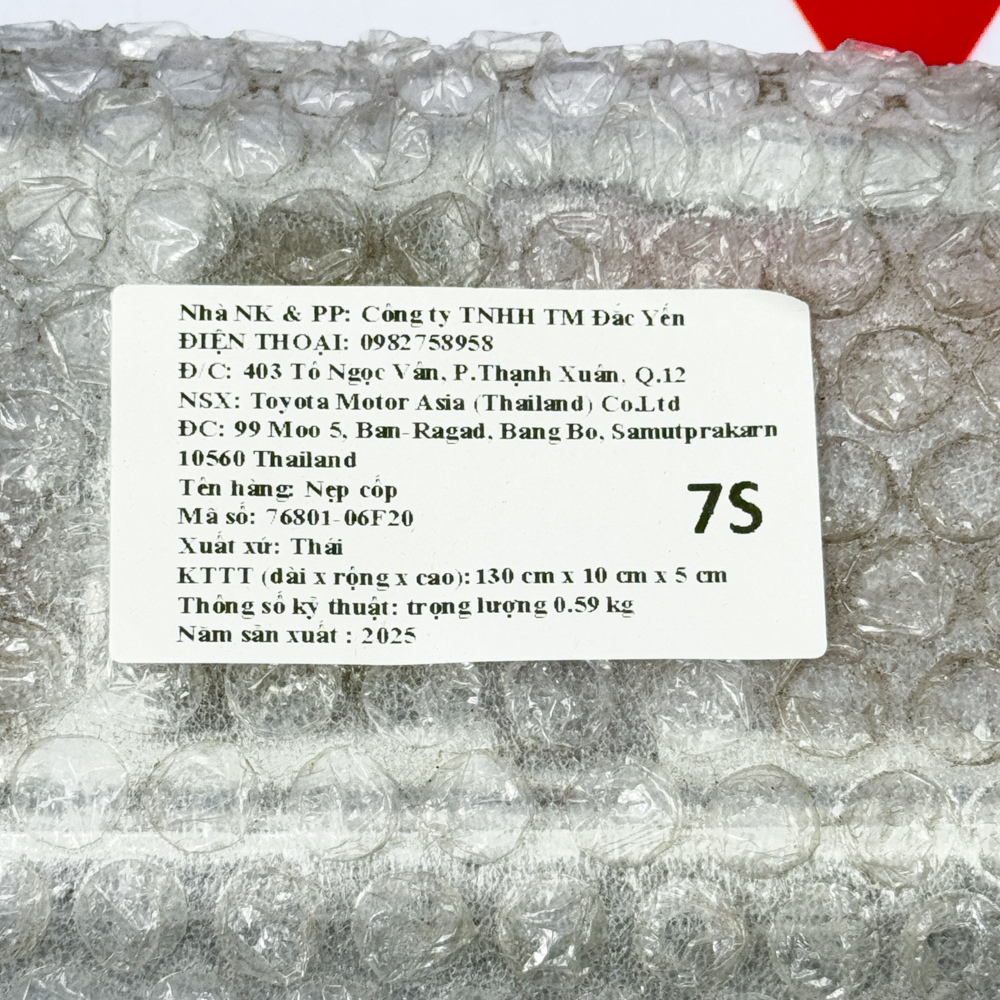 Nhà NK & PP: Công ty TNHH TM Đắc Yến
ĐIỆN THOẠI: 0982758958
Đ/C: 403 Tô Ngọc Vân, P.Thạnh Xuân, Q.12
NSX: Toyota Motor Asia (Thailand) Co.Ltd
ĐC: 99 Moo 5, Ban-Ragad, Bang Bo, Samutprakarn
10560 Thailand
Tên hàng: Nẹp cốp
Mã số: 76801-06F20
7S
Xuất xứ: Thái
KTTT (dài x rộng x cao): 130 cm x 10 cm x 5 cm
Thông số kỹ thuật: trọng lượng 0.59 kg
Năm sản xuất : 2025